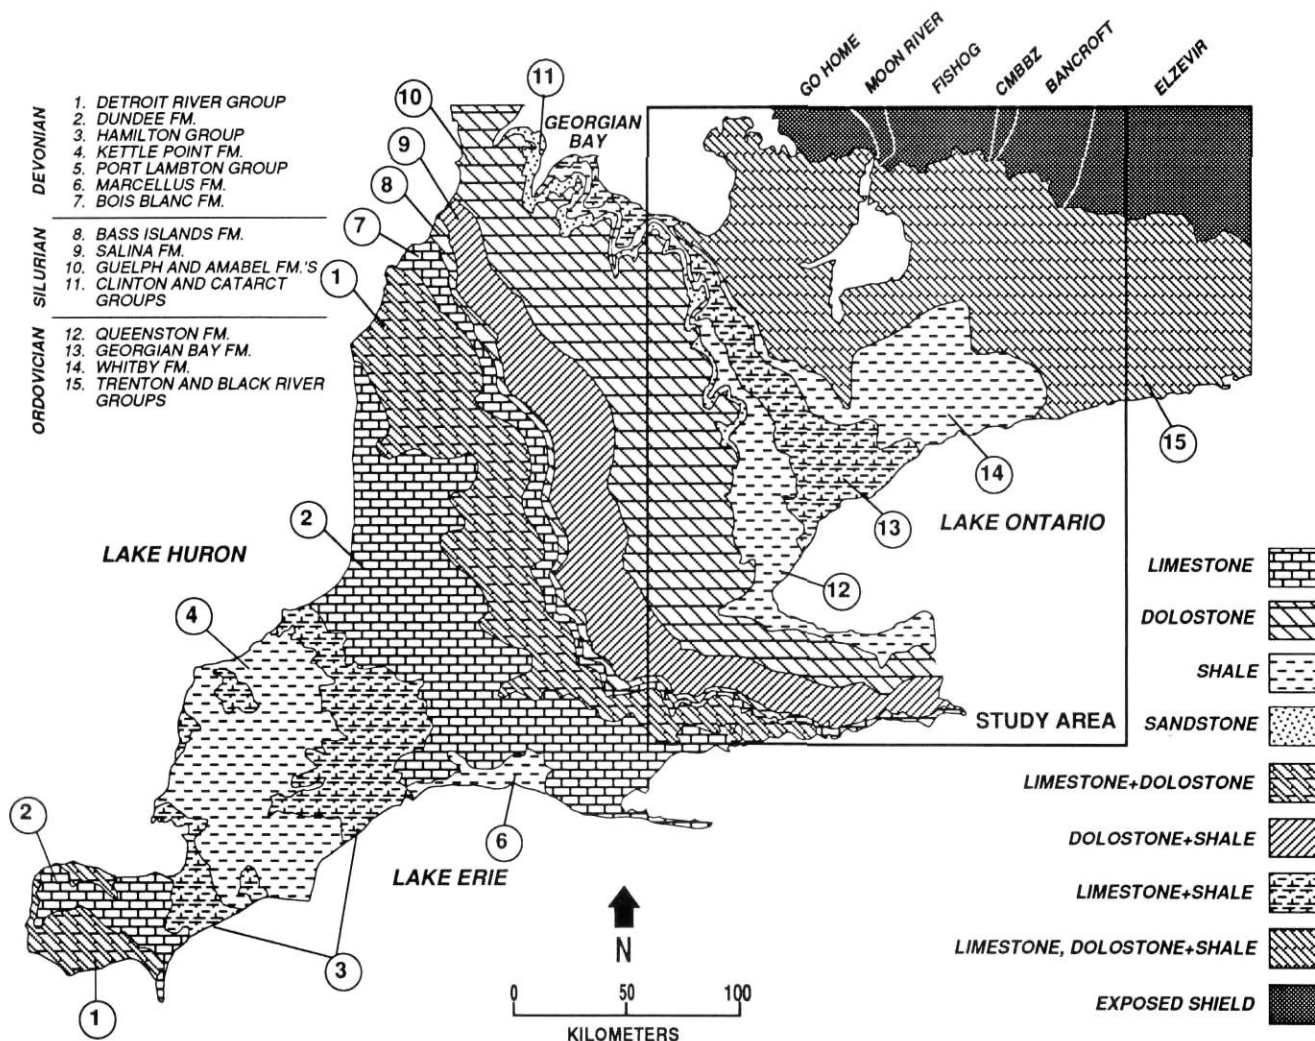 GO HOME
MOON RIVER
FISHOG
CMBBZ
BANCROFT
ELZEVIR
DEVONIAN
1. DETROIT RIVER GROUP
2. DUNDEE FM.
3. HAMILTON GROUP
4. KETTLE POINT FM.
5. PORT LAMBTON GROUP
6. MARCELLUS FM.
7. BOIS BLANC FM.
SILURIAN
8. BASS ISLANDS FM.
9. SALINA FM.
10. GUELPH AND AMABEL FM.'S
11. CLINTON AND CATARCT
GROUPS
ORDOVICIAN
12. QUEENSTON FM.
13. GEORGIAN BAY FM.
14. WHITBY FM.
15. TRENTON AND BLACK RIVER
GROUPS
11
10
GEORGIAN
BAY
9
8
7
1
15
14
2
13
LAKE ONTARIO
LAKE HURON
12
4
STUDY AREA
6
2
LAKE ERIE
3
1
N
0 50 100
KILOMETERS
LIMESTONE
DOLOSTONE
SHALE
SANDSTONE
LIMESTONE+DOLOSTONE
DOLOSTONE+SHALE
LIMESTONE+SHALE
LIMESTONE, DOLOSTONE+SHALE
EXPOSED SHIELD